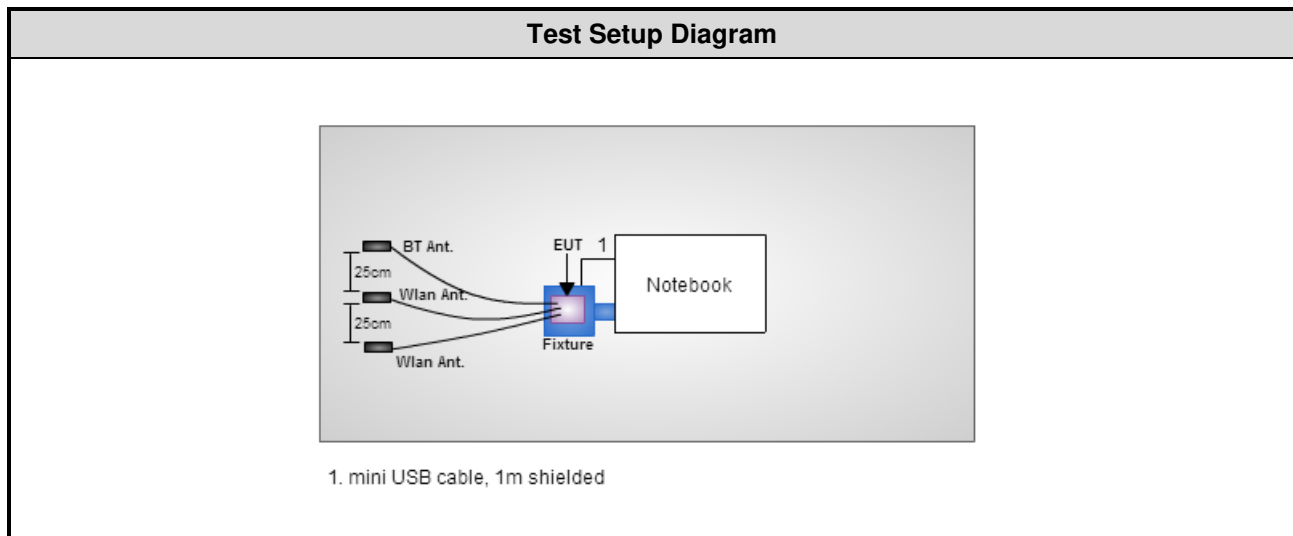 Test Setup Diagram
BT Ant.
EUT 1
25cm
Wlan Ant.
Notebook
25cm
Fixture
Wlan Ant.
1. mini USB cable, 1m shielded